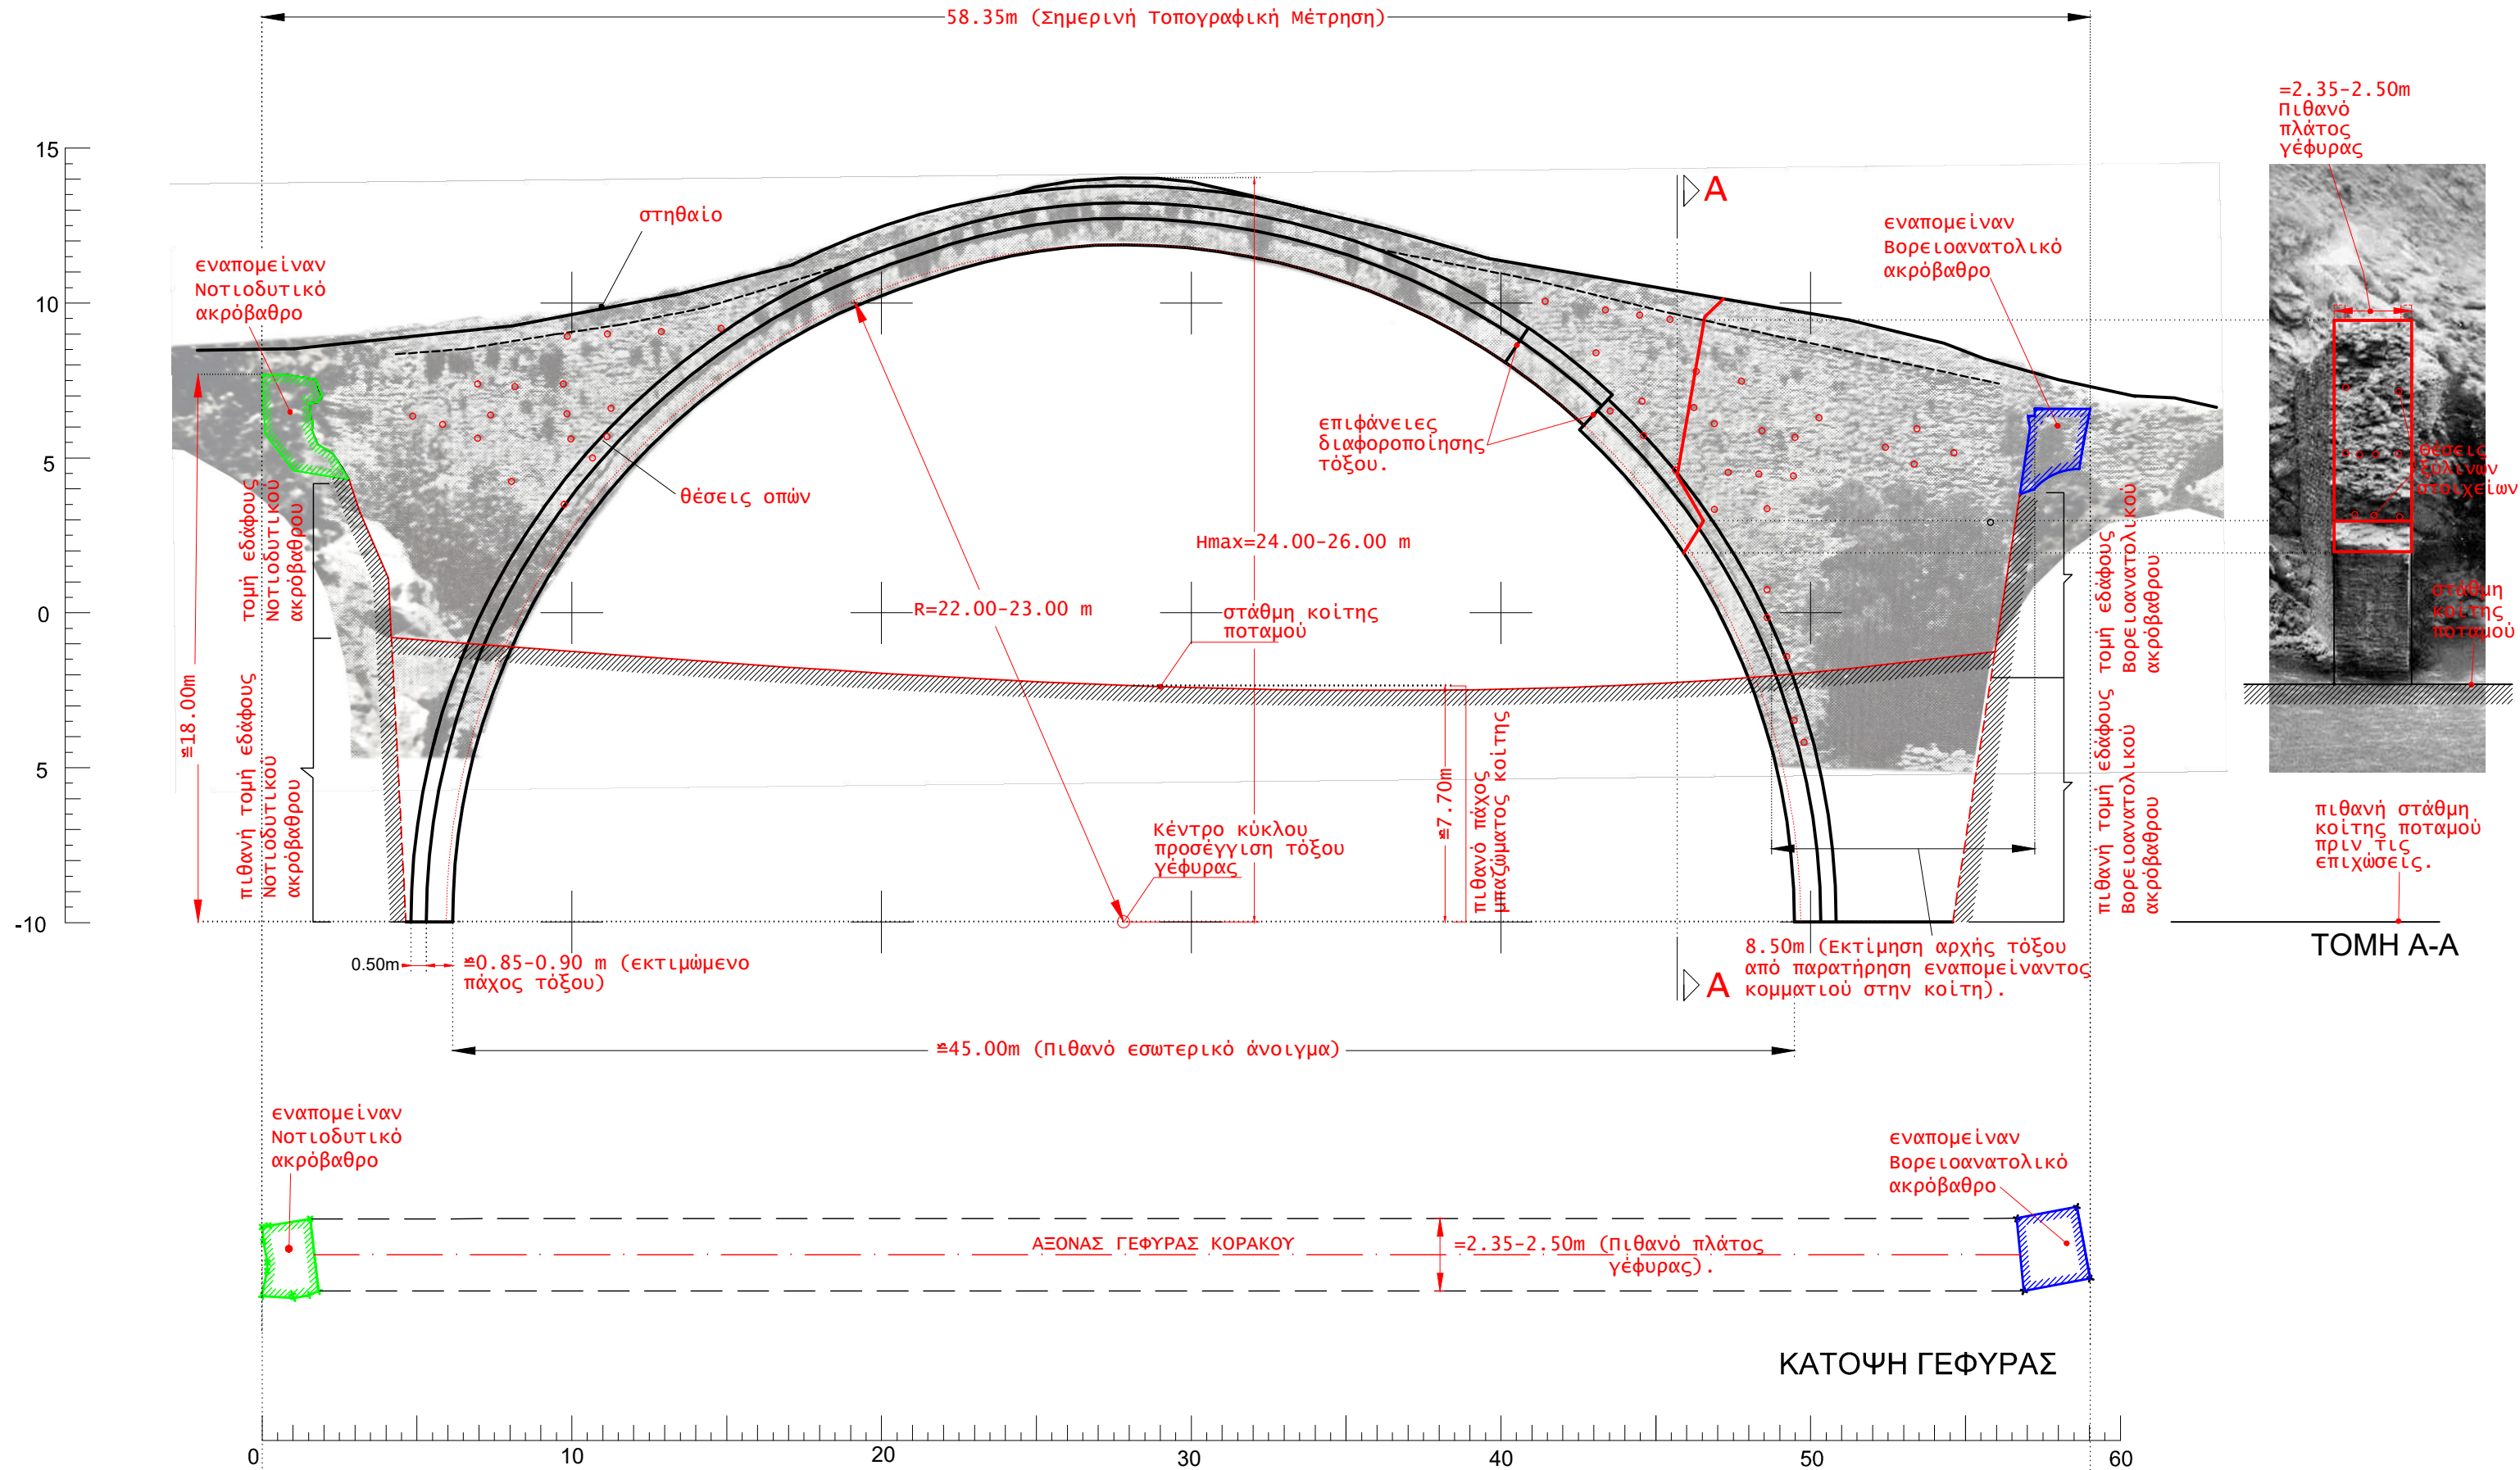 58.35m (Σημερινή Τοπογραφική Μέτρηση)
=2.35-2.50m
Πιθανό
πλάτος
γέφυρας
15
10
5
0
5
-10
στηθαίο
εναπομείναν
Νοτιοδυτικό
ακρόβαθρο
A
εναπομείναν
Βορειοανατολικό
ακρόβαθρο
επιφάνειες
διαφοροποίησης
τόξου.
θέσεις οπών
Hmax=24.00-26.00 m
R=22.00-23.00 m
στάθμη κοίτης
ποταμού
θέσεις
ξύλινων
στοιχείων
στάθμη
κοίτης
ποταμού
τομή εδάφους
Νοτιοδυτικού
ακρόβαθρου
πιθανή τομή εδάφους
Νοτιοδυτικού
ακρόβαθρου
≌18.00m
τομή εδάφους
Βορειοανατολικού
ακρόβαθρου
πιθανή τομή εδάφους
Βορειοανατολικού
ακρόβαθρου
≌7.70m
πιθανό πάχος
μπαζώματος κοίτης
Κέντρο κύκλου
προσέγγιση τόξου
γέφυρας
πιθανή στάθμη
κοίτης ποταμού
πριν τις
επιχώσεις.
ΤΟΜΗ Α-Α
0.50m
≌0.85-0.90 m (εκτιμώμενο
πάχος τόξου)
A
8.50m (Εκτίμηση αρχής τόξου
από παρατήρηση εναπομείναντος
κομματιού στην κοίτη).
≌45.00m (Πιθανό εσωτερικό άνοιγμα)
εναπομείναν
Νοτιοδυτικό
ακρόβαθρο
εναπομείναν
Βορειοανατολικό
ακρόβαθρο
ΑΞΟΝΑΣ ΓΕΦΥΡΑΣ ΚΟΡΑΚΟΥ
=2.35-2.50m (Πιθανό πλάτος
γέφυρας).
ΚΑΤΟΨΗ ΓΕΦΥΡΑΣ
0 10 20 30 40 50 60